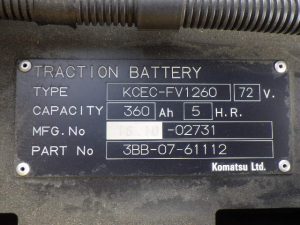 TRACTION BATTERY
TYPE KCEC-FV1260 72 V.
CAPACITY 360 Ah 5 H.R.
MFG.No -02731
PART No 3BB-07-61112
Komatsu Ltd.